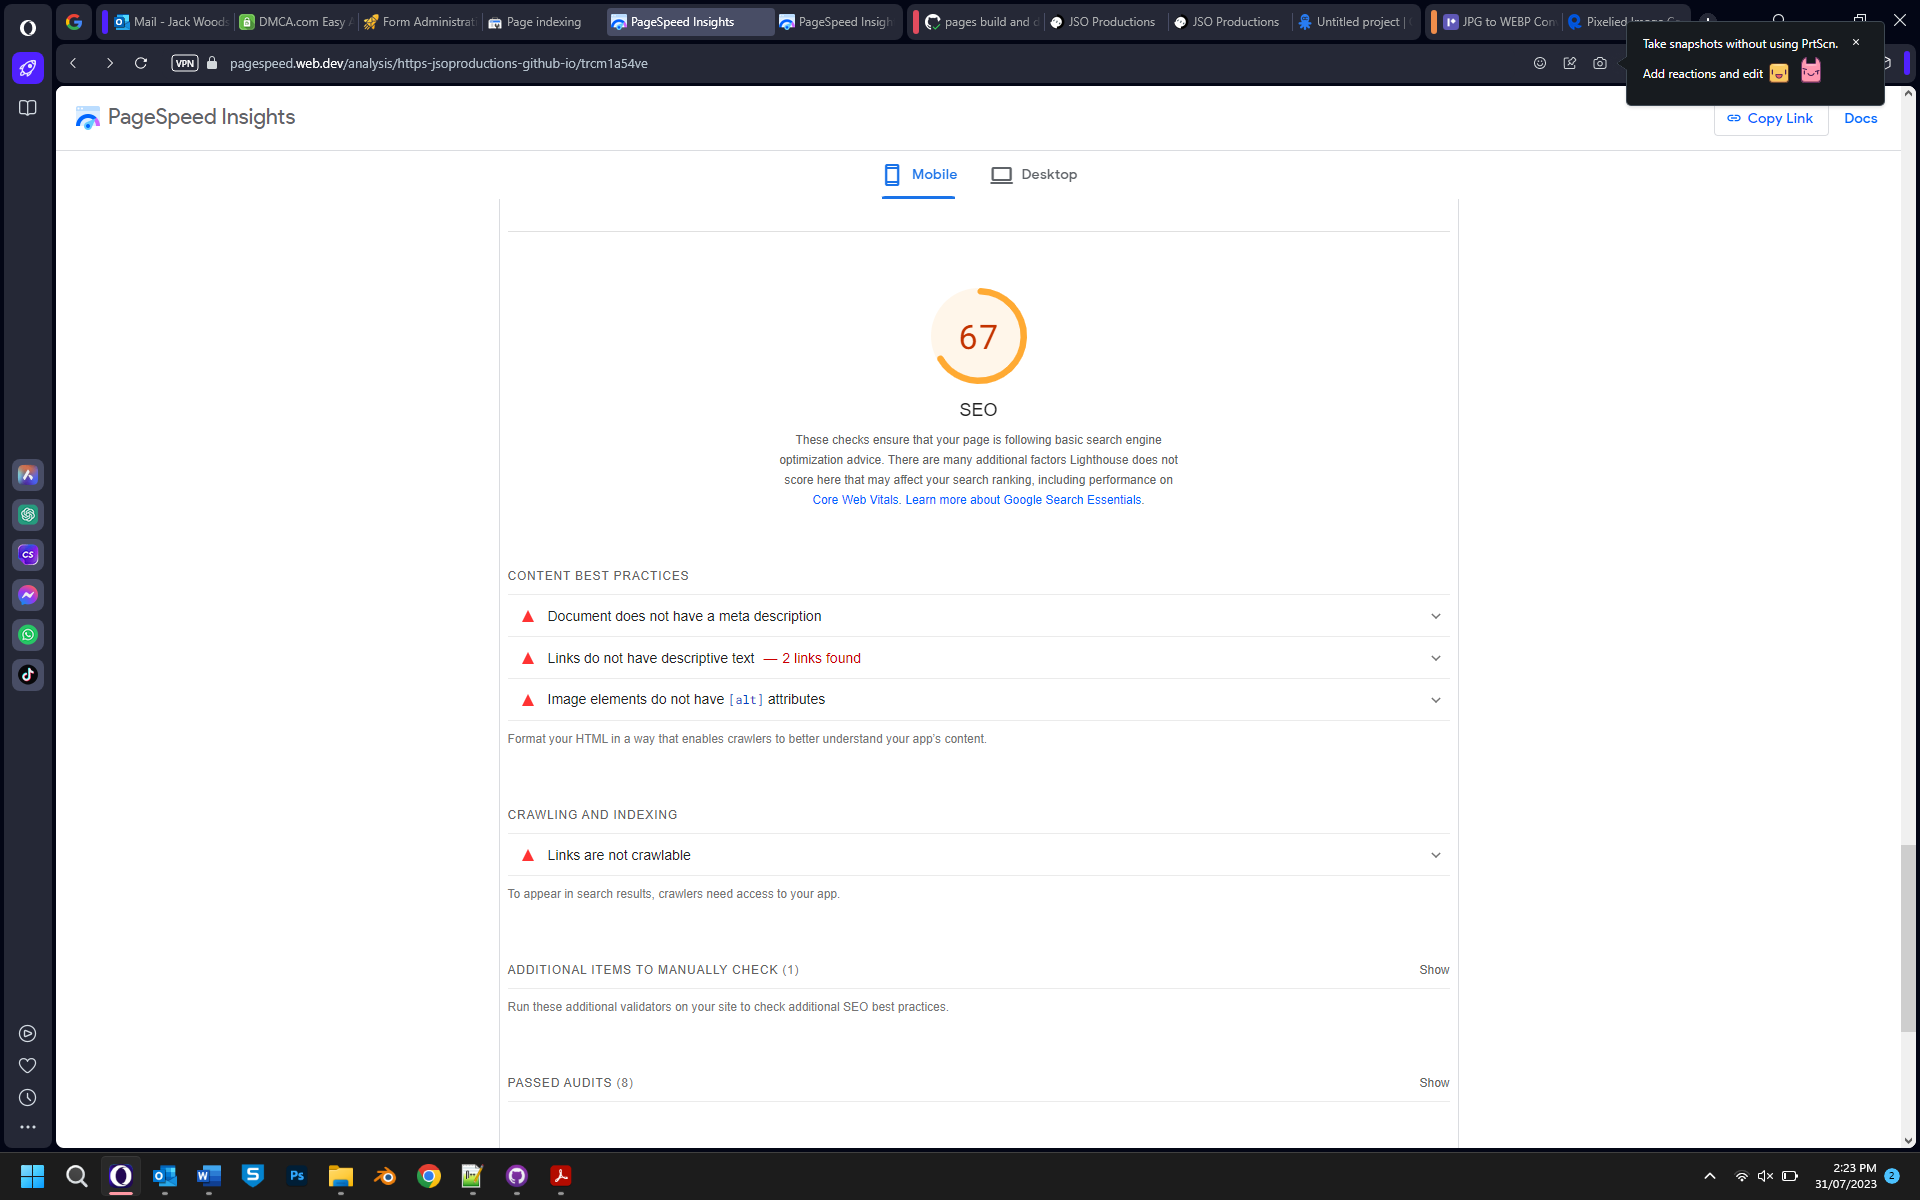 Mail - Jack Woods
DMCA.com Easy
Form Administrat
Page indexing
PageSpeed Insights
PageSpeed Insigh
pages build and d
JSO Productions
JSO Productions
Untitled project |
JPG to WEBP Con
Pixelied Image Co
VPN
pagespeed.web.dev/analysis/https-jsoproductions-github-io/trcm1a54ve
Take snapshots without using PrtScn.
Add reactions and edit
PageSpeed Insights
Copy Link
Docs
Mobile
Desktop
67
SEO
These checks ensure that your page is following basic search engine
optimization advice. There are many additional factors Lighthouse does not
score here that may affect your search ranking, including performance on
Core Web Vitals. Learn more about Google Search Essentials.
CONTENT BEST PRACTICES
Document does not have a meta description
Links do not have descriptive text — 2 links found
Image elements do not have [alt] attributes
Format your HTML in a way that enables crawlers to better understand your app's content.
CRAWLING AND INDEXING
Links are not crawlable
To appear in search results, crawlers need access to your app.
ADDITIONAL ITEMS TO MANUALLY CHECK (1)
Show
Run these additional validators on your site to check additional SEO best practices.
PASSED AUDITS (8)
Show
CS
Ps
2:23 PM
31/07/2023
2